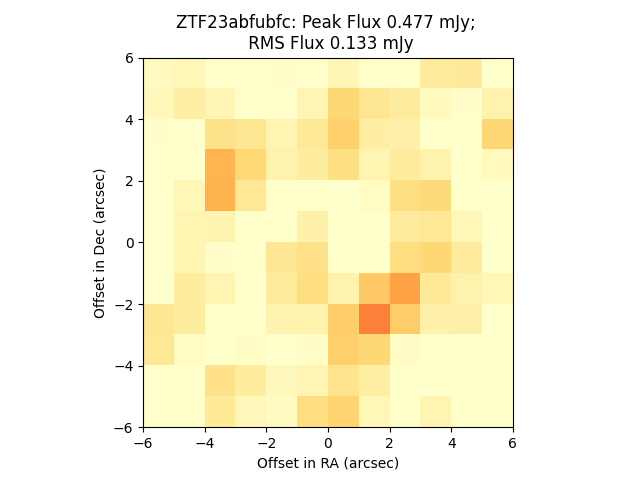 ZTF23abfubfc: Peak Flux 0.477 mJy;
RMS Flux 0.133 mJy
6
4
2
0
−2
−4
−6
Offset in Dec (arcsec)
−6 −4 −2 0 2 4 6
Offset in RA (arcsec)